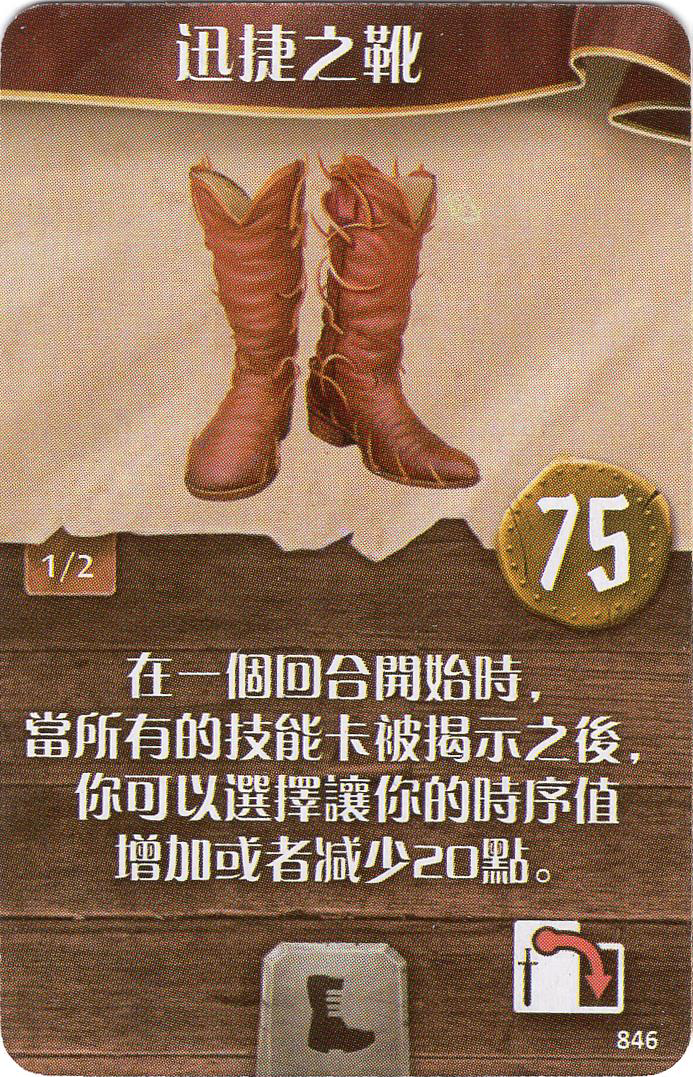 迅捷之靴
75
1/2
在一個回合開始時，
當所有的技能卡被揭示之後，
你可以選擇讓你的時序值
增加或者減少20點。
846